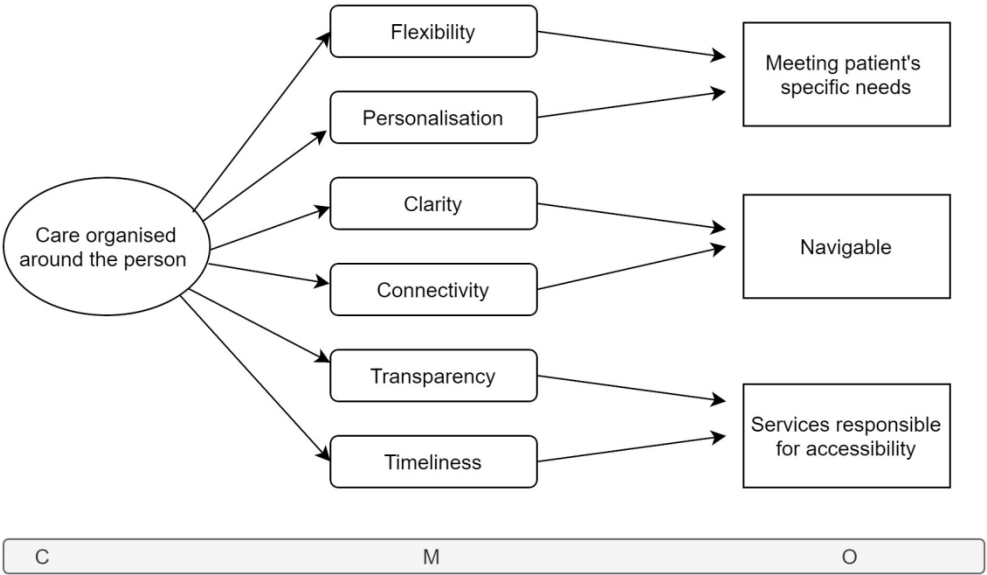 Flexibility
Meeting patient's
specific needs
Personalisation
Clarity
Care organised
around the person
Navigable
Connectivity
Transparency
Services responsible
for accessibility
Timeliness
C M O